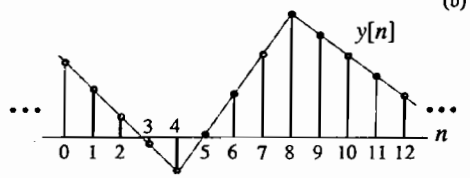 (b)
y[n]
... 3 4 ...
0 1 2 5 6 7 8 9 10 11 12 n